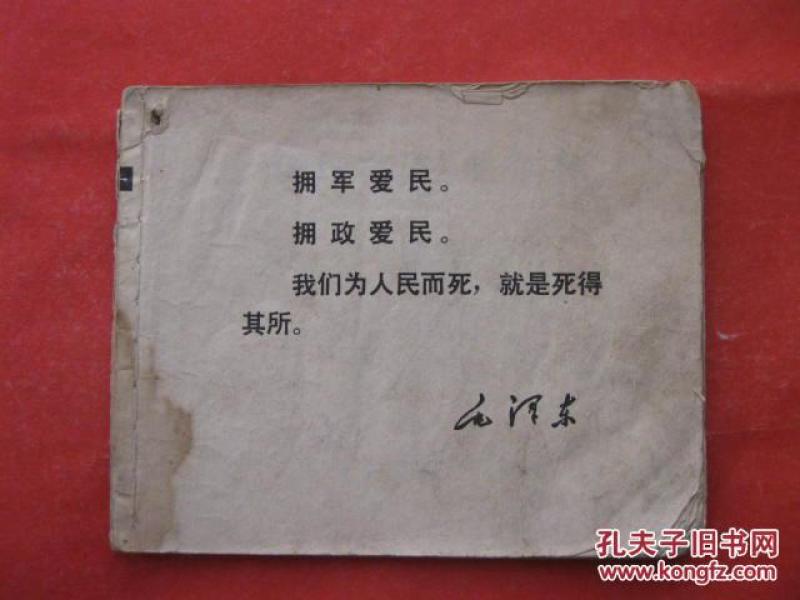 拥军爱民。
拥政爱民。
我们为人民而死，就是死得
其所。
毛泽东
孔夫子旧书网
www.kongfz.com